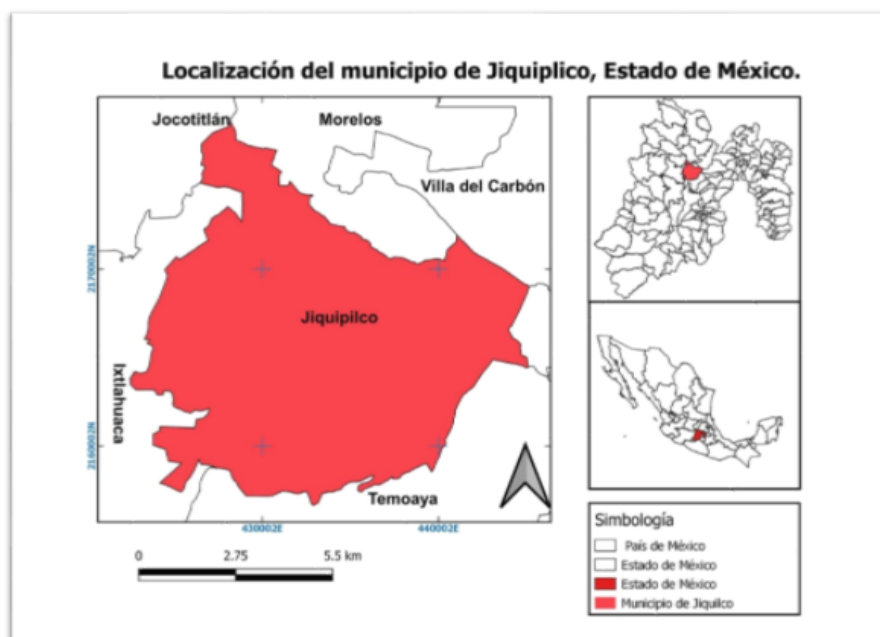 Localización del municipio de Jiquiplico, Estado de México.
Jocotitlán
Morelos
Villa del Carbón
2170002N
Jiquipilco
Ixtlahuaca
2160002N
Temoaya
430002E
440002E
0
2.75
5.5 km
Simbología
País de México
Estado de México
Estado de México
Municipio de Jiquilco